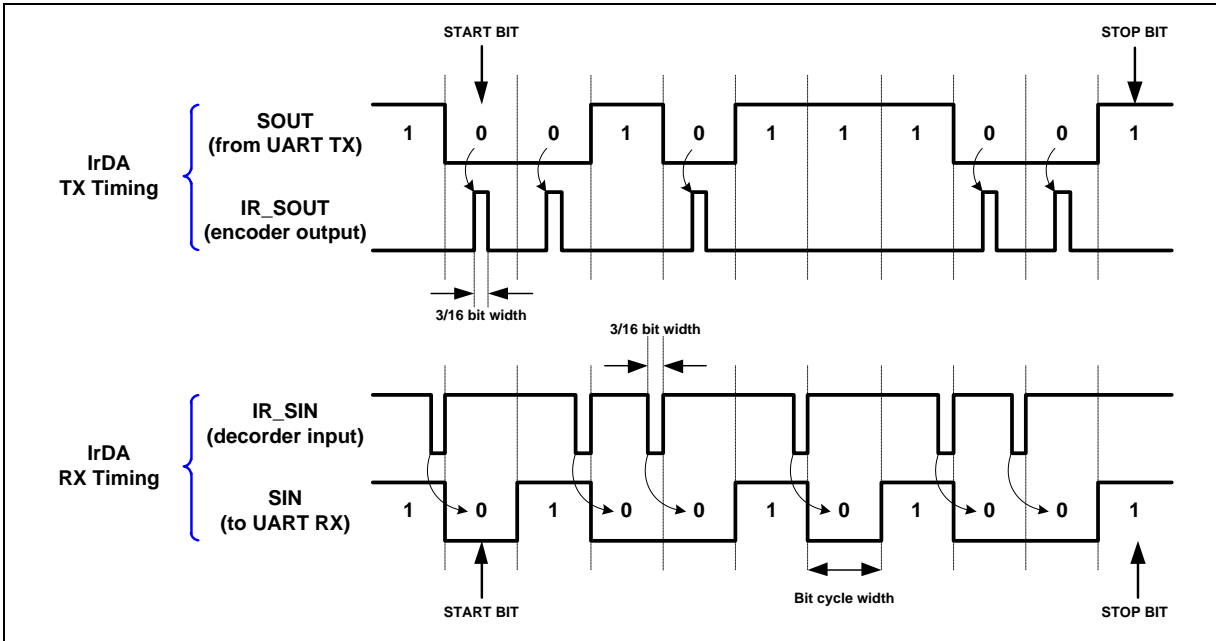 START BIT
STOP BIT
SOUT
(from UART TX)
1 0 0 1 0 1 1 1 0 0 1
IrDA
TX Timing
IR_SOUT
(encoder output)
3/16 bit width
3/16 bit width
IR_SIN
(decorder input)
IrDA
RX Timing
SIN
(to UART RX)
1 0 1 0 0 1 0 1 0 0 1
Bit cycle width
START BIT
STOP BIT